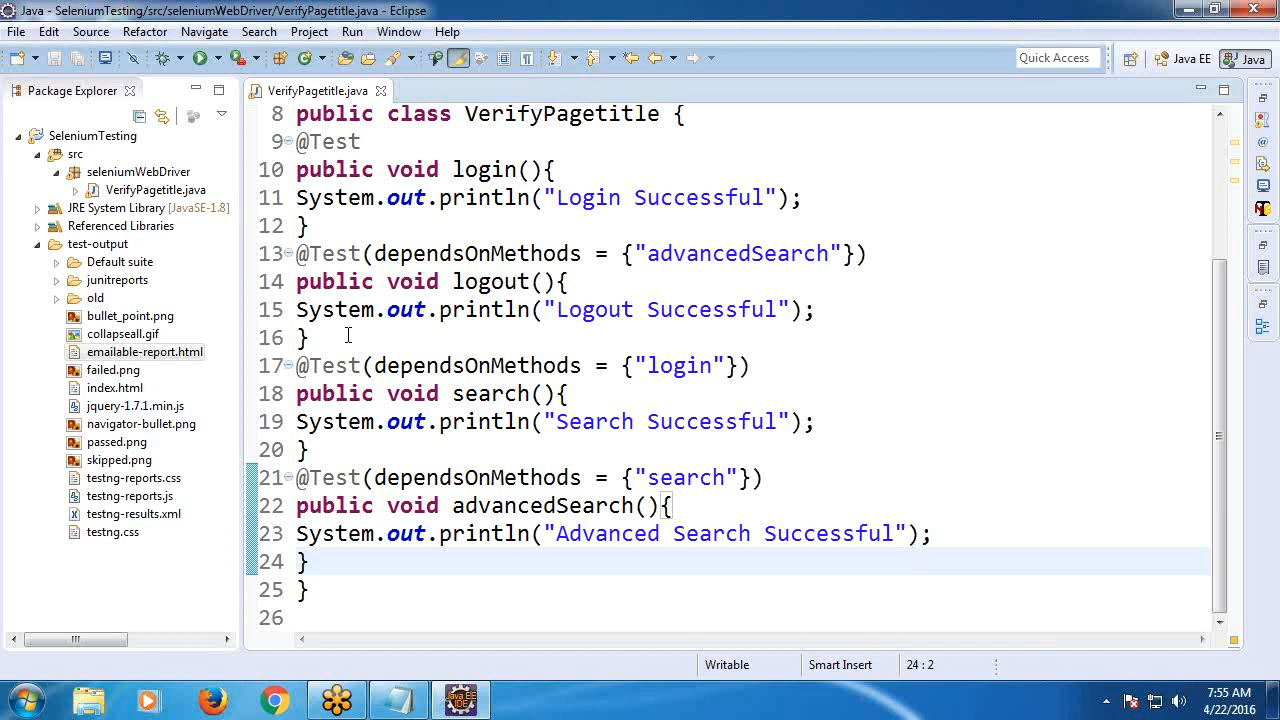 Java - SeleniumTesting/src/seleniumWebDriver/VerifyPagetitle.java - Eclipse
File Edit Source Refactor Navigate Search Project Run Window Help
Quick Access
Java EE
Java
Package Explorer
SeleniumTesting
src
seleniumWebDriver
VerifyPagetitle.java
JRE System Library [JavaSE-1.8]
Referenced Libraries
test-output
Default suite
junitreports
old
bullet_point.png
collapseall.gif
emailable-report.html
failed.png
index.html
jquery-1.7.1.min.js
navigator-bullet.png
passed.png
skipped.png
testng-reports.css
testng-reports.js
testng-results.xml
testng.css
VerifyPagetitle.java
8 public class VerifyPagetitle {
9 @Test
10 public void login(){
11 System.out.println("Login Successful");
12 }
13 @Test(dependsOnMethods = {"advancedSearch"})
14 public void logout(){
15 System.out.println("Logout Successful");
16 }
17 @Test(dependsOnMethods = {"login"})
18 public void search(){
19 System.out.println("Search Successful");
20 }
21 @Test(dependsOnMethods = {"search"})
22 public void advancedSearch(){
23 System.out.println("Advanced Search Successful");
24 }
25 }
26
Writable
Smart Insert
24 : 2
7:55 AM
4/22/2016